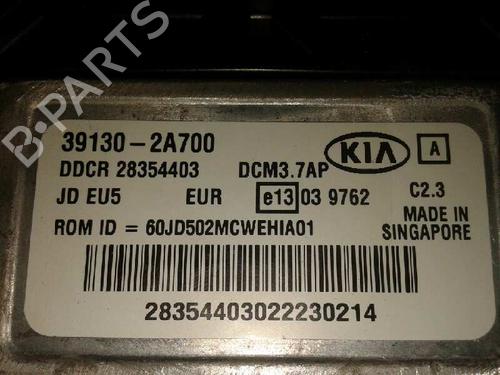 B-PARTS
39130-2A700
KIA
A
DDCR 28354403 DCM3.7AP
JD EU5 EUR e13 03 9762 C2.3
ROM ID = 60JD502MCWEHIA01
MADE IN
SINGAPORE
28354403022230214